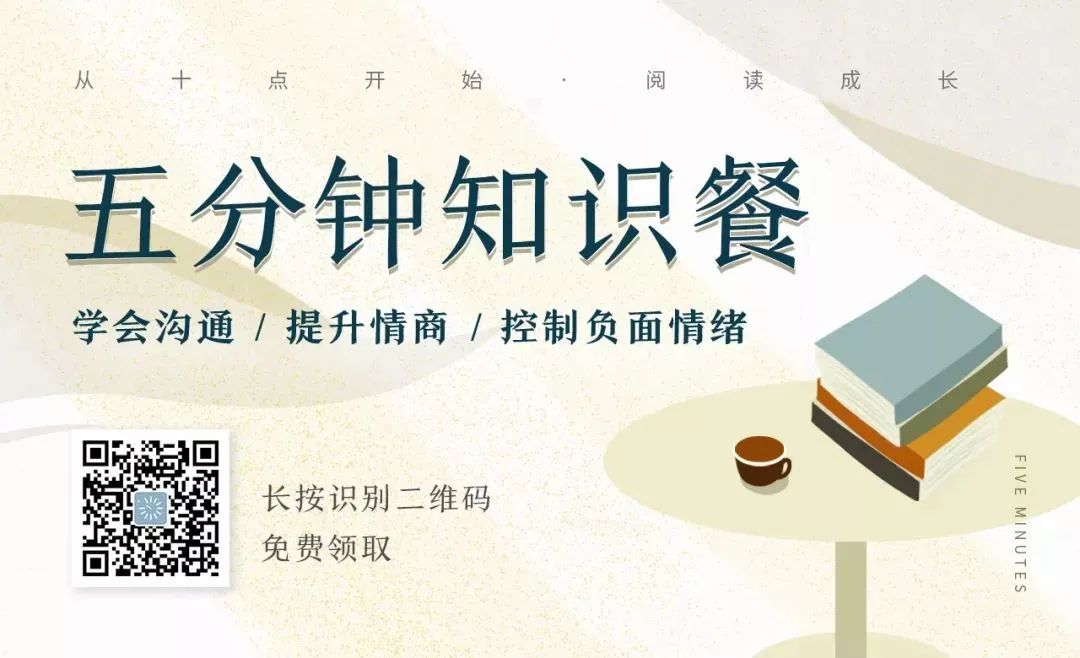 从十点开始·阅读成长
五分钟知识餐
学会沟通 / 提升情商 / 控制负面情绪
长按识别二维码
免费领取
FIVE MINUTES